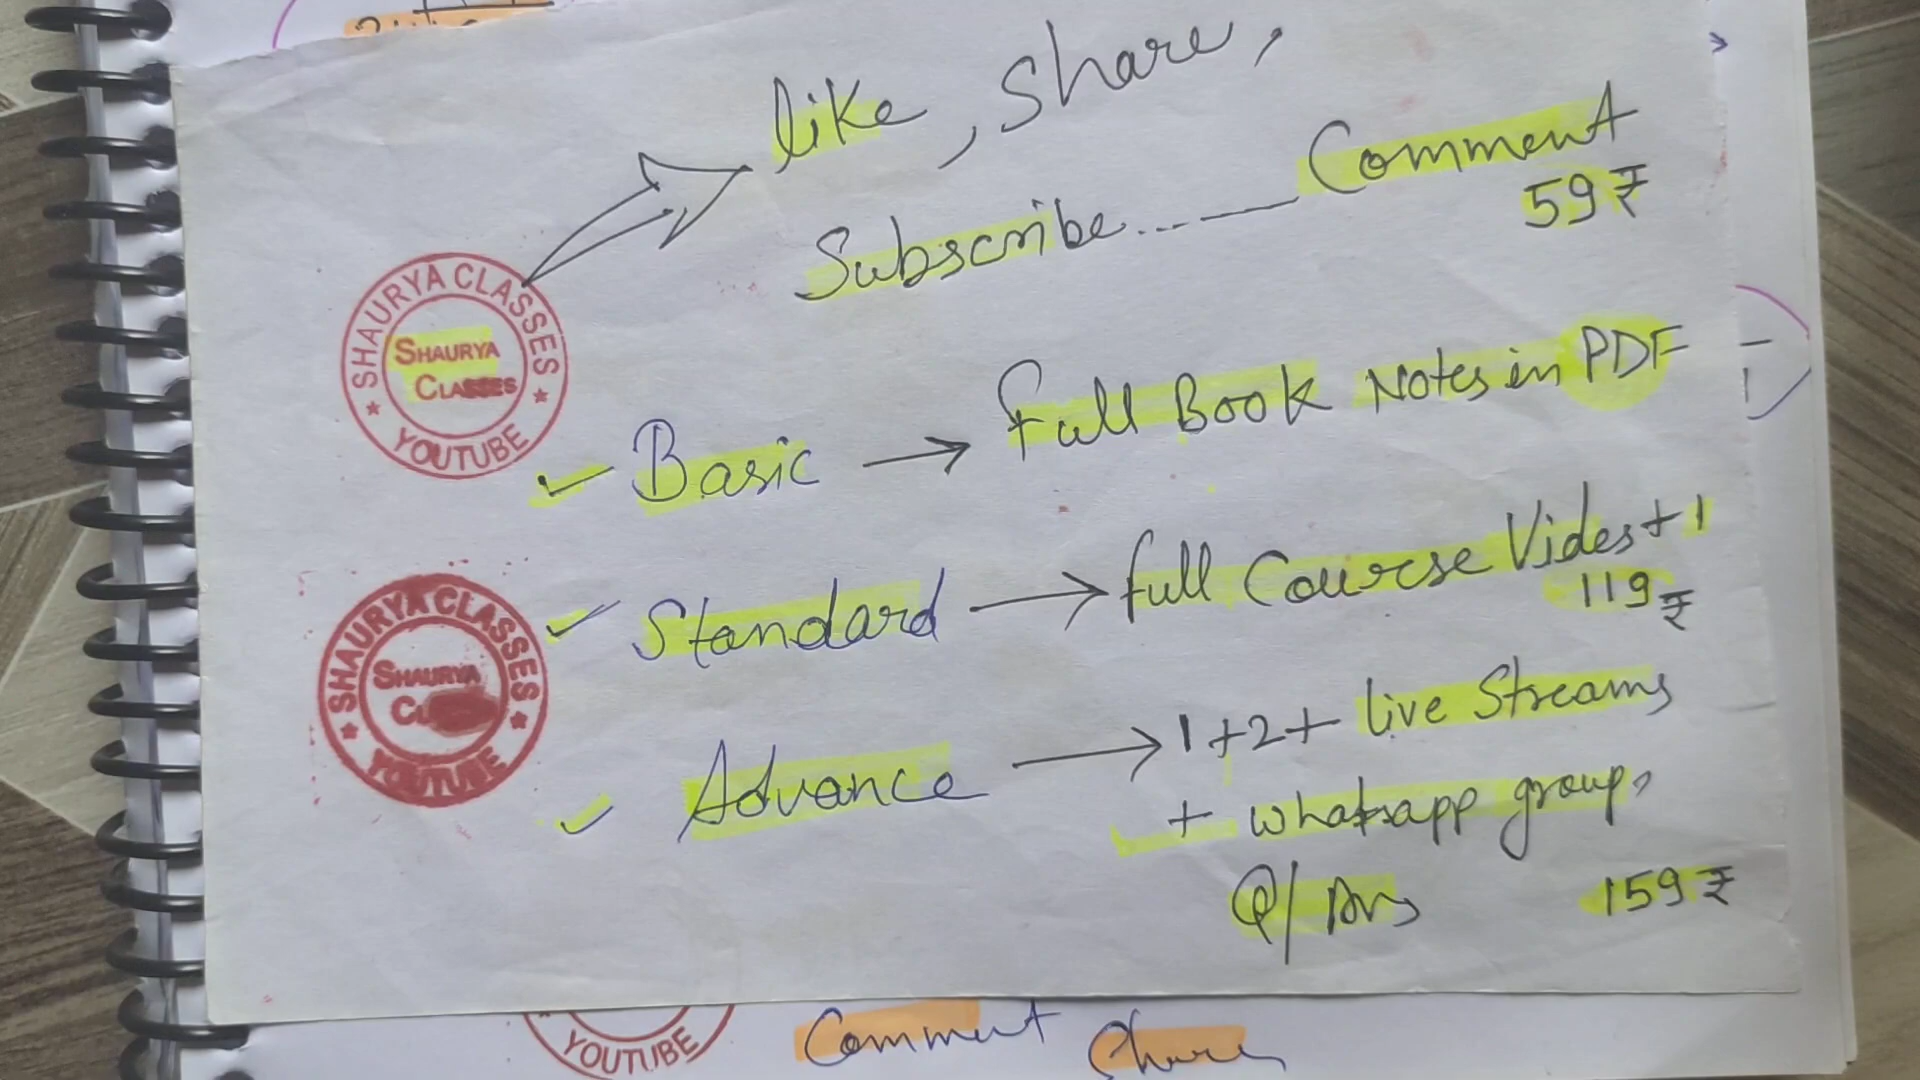 like, share,
Subscribe....—— Comment
59₹
SHAURYA CLASSES
SHAURYA
CLASSES
YOUTUBE
✓ Basic → Full Book Notes in PDF
✓ Standard → full Course Vides + 1
119₹
SHAURYA CLASSES
SHAURYA
YOUTUBE
✓ Advance → 1+2+ live Streams
+ whatsapp group,
Q/Ans 159₹
YOUTUBE
Comment Share